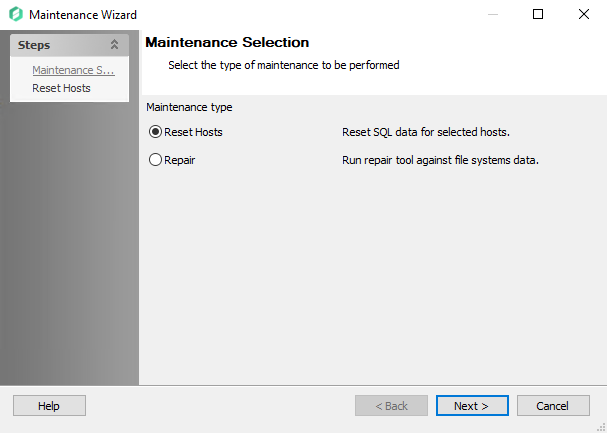 Maintenance Wizard
Steps
Maintenance S...
Reset Hosts
Maintenance Selection
Select the type of maintenance to be performed
Maintenance type
Reset Hosts Reset SQL data for selected hosts.
Repair Run repair tool against file systems data.
Help < Back Next > Cancel